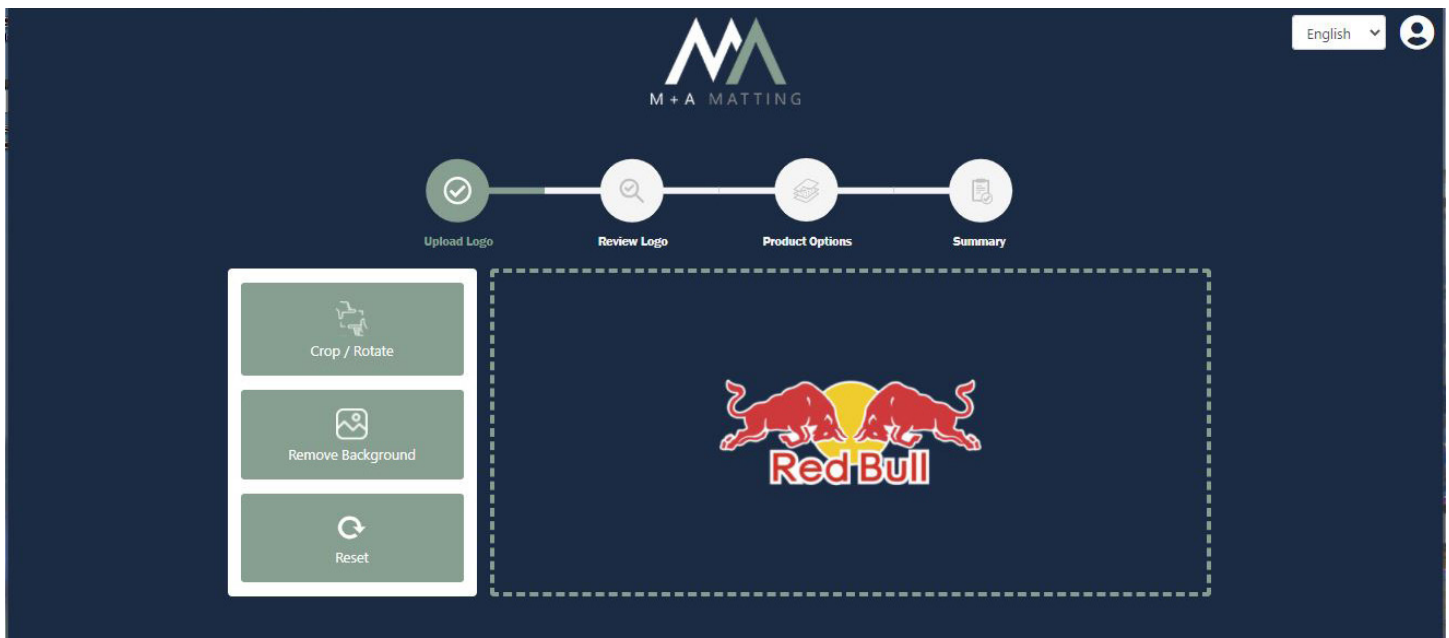 English
M + A MATTING
Upload Logo
Review Logo
Product Options
Summary
Crop / Rotate
Remove Background
Reset
Red Bull